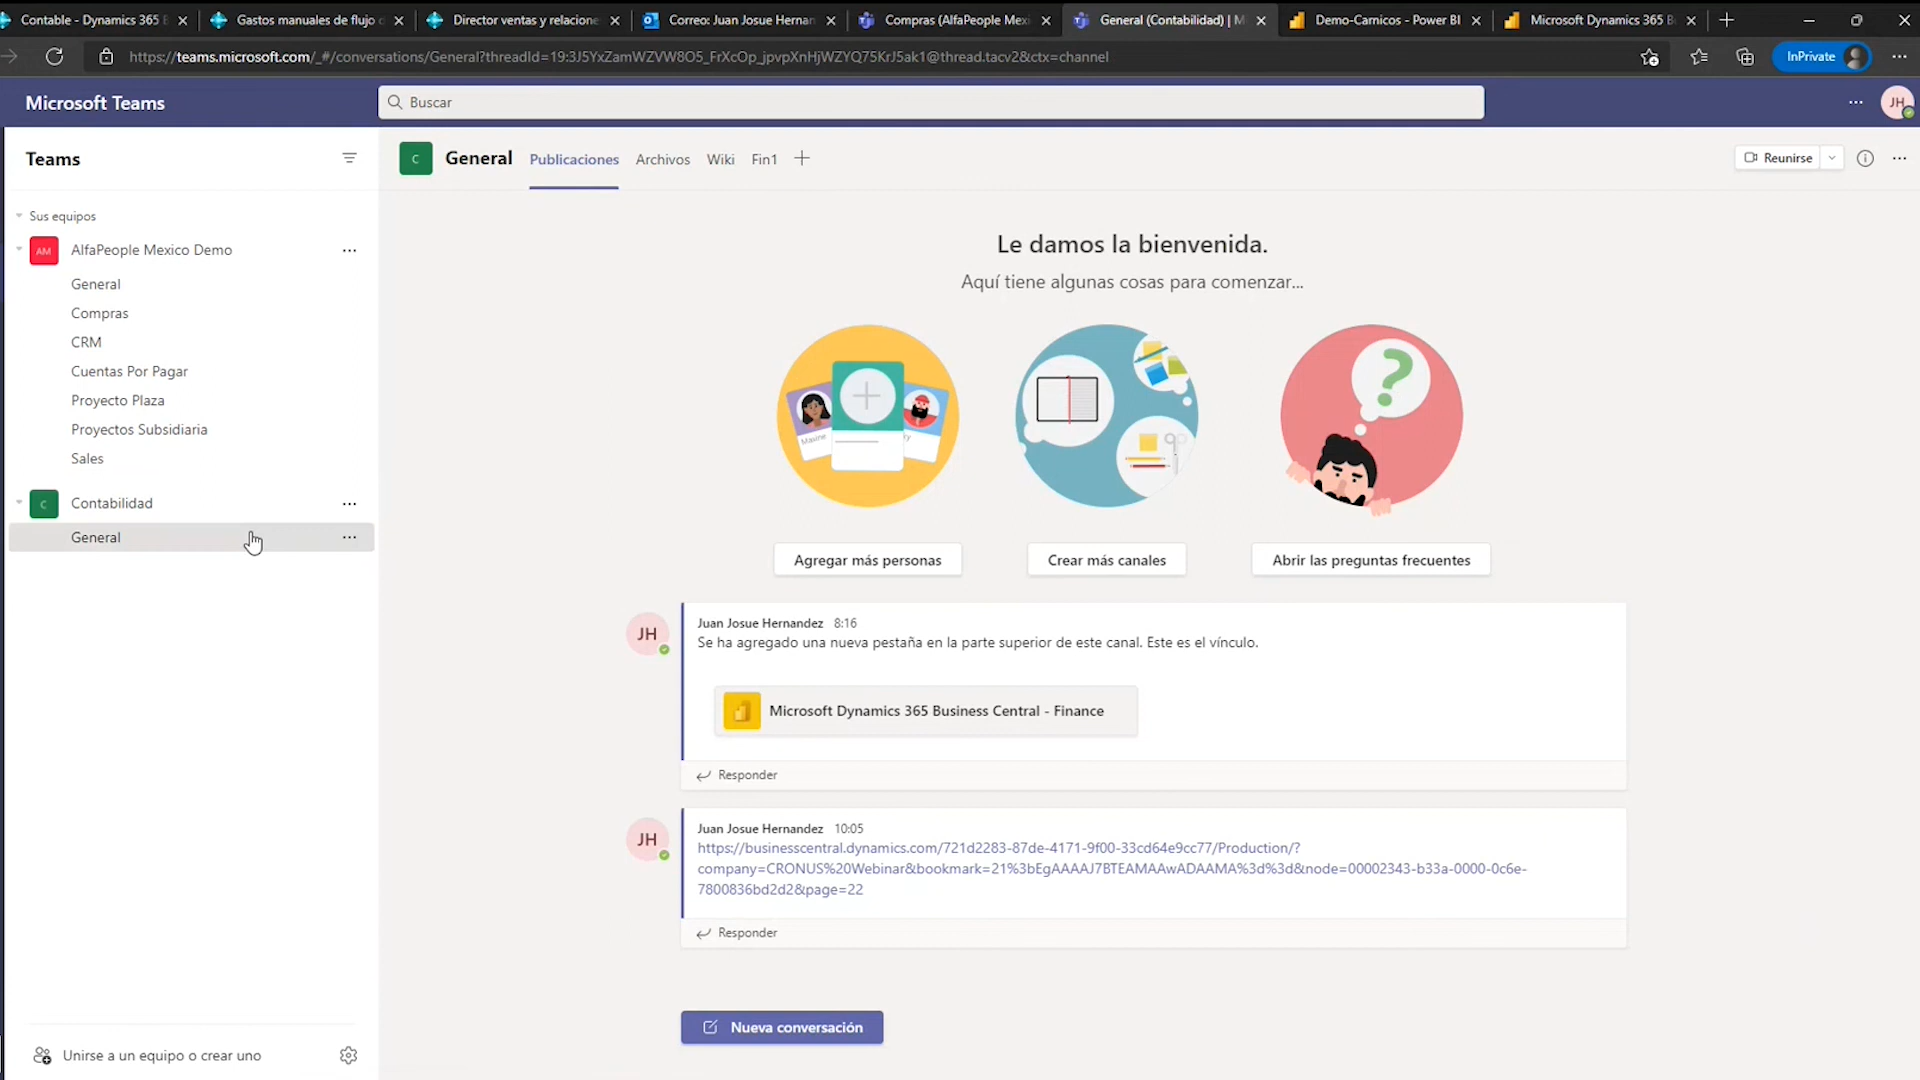 Contable - Dynamics 365 B
Gastos manuales de flujo d
Director ventas y relacione
Correo: Juan Josue Hernan
Compras (AlfaPeople Mexi
General (Contabilidad) | M
Demo-Carnicos - Power BI
Microsoft Dynamics 365 B
https://teams.microsoft.com/_#/conversations/General?threadId=19:3J5YxZamWZVW8O5_FrXcOp_jpvpXnHjWZYQ75KrJ5ak1@thread.tacv2&ctx=channel
InPrivate
Microsoft Teams
Buscar
JH
Teams
C
General
Publicaciones
Archivos
Wiki
Fin1
Reunirse
Sus equipos
AM
AlfaPeople Mexico Demo
General
Compras
CRM
Cuentas Por Pagar
Proyecto Plaza
Proyectos Subsidiaria
Sales
C
Contabilidad
General
Le damos la bienvenida.
Aquí tiene algunas cosas para comenzar...
Maxine
Agregar más personas
Crear más canales
Abrir las preguntas frecuentes
JH
Juan Josue Hernandez 8:16
Se ha agregado una nueva pestaña en la parte superior de este canal. Este es el vínculo.
Microsoft Dynamics 365 Business Central - Finance
Responder
JH
Juan Josue Hernandez 10:05
https://businesscentral.dynamics.com/721d2283-87de-4171-9f00-33cd64e9cc77/Production/?
company=CRONUS%20Webinar&bookmark=21%3bEgAAAAJ7BTEAMAAwADAAMA%3d%3d&node=00002343-b33a-0000-0c6e-
7800836bd2d2&page=22
Responder
Nueva conversación
Unirse a un equipo o crear uno